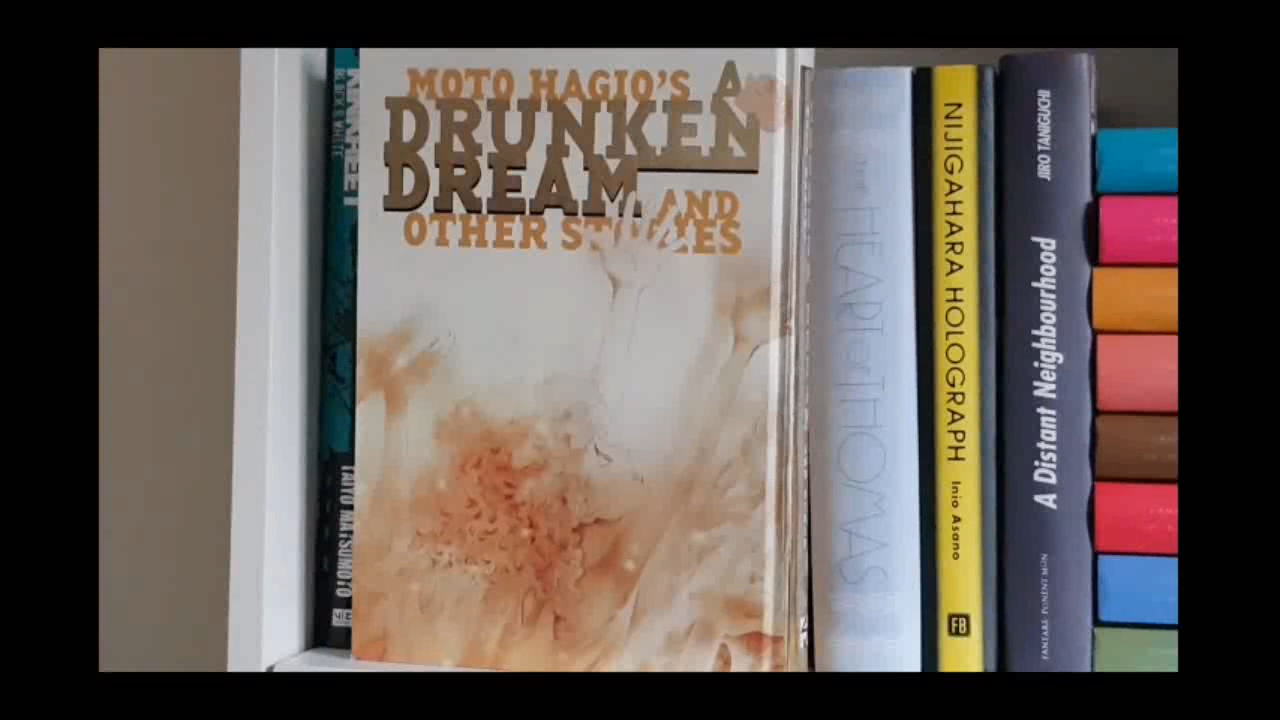 MOTO HAGIO'S A
DRUNKEN
DREAM AND
OTHER STORIES
TAIYO MATSUMOTO
THE HEART OF THOMAS
NIJIGAHARA HOLOGRAPH
Inio Asano
FB
JIRO TANIGUCHI
A Distant Neighbourhood
FANFARE / PONENT MON